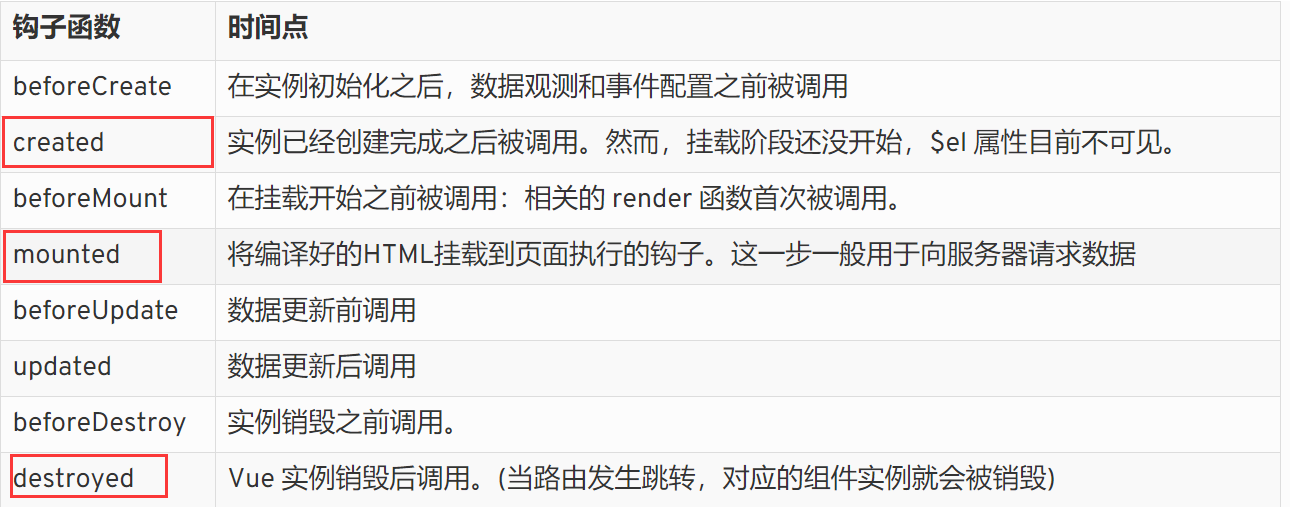 钩子函数 时间点
beforeCreate 在实例初始化之后，数据观测和事件配置之前被调用
created 实例已经创建完成之后被调用。然而，挂载阶段还没开始，$el 属性目前不可见。
beforeMount 在挂载开始之前被调用：相关的 render 函数首次被调用。
mounted 将编译好的HTML挂载到页面执行的钩子。这一步一般用于向服务器请求数据
beforeUpdate 数据更新前调用
updated 数据更新后调用
beforeDestroy 实例销毁之前调用。
destroyed Vue 实例销毁后调用。(当路由发生跳转，对应的组件实例就会被销毁)